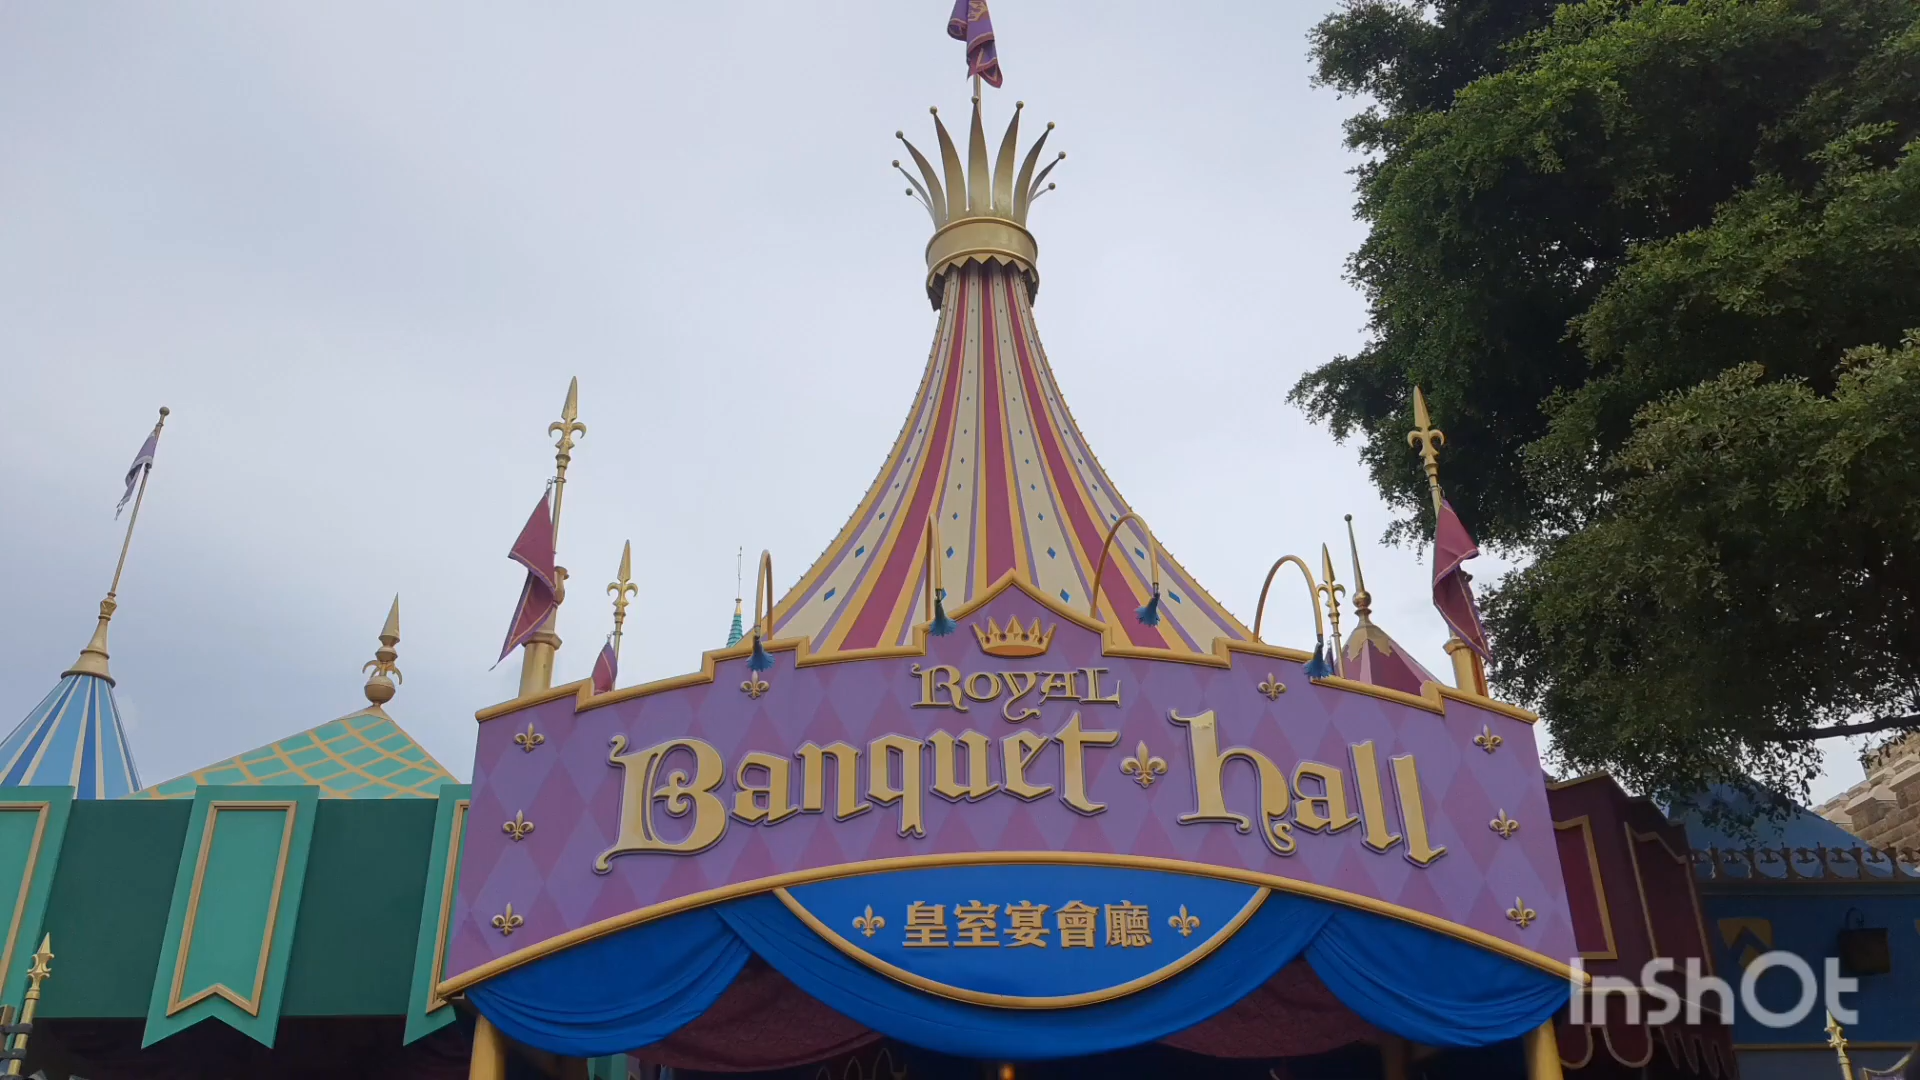 Royal
Banquet Hall
皇室宴會廳
InShOt